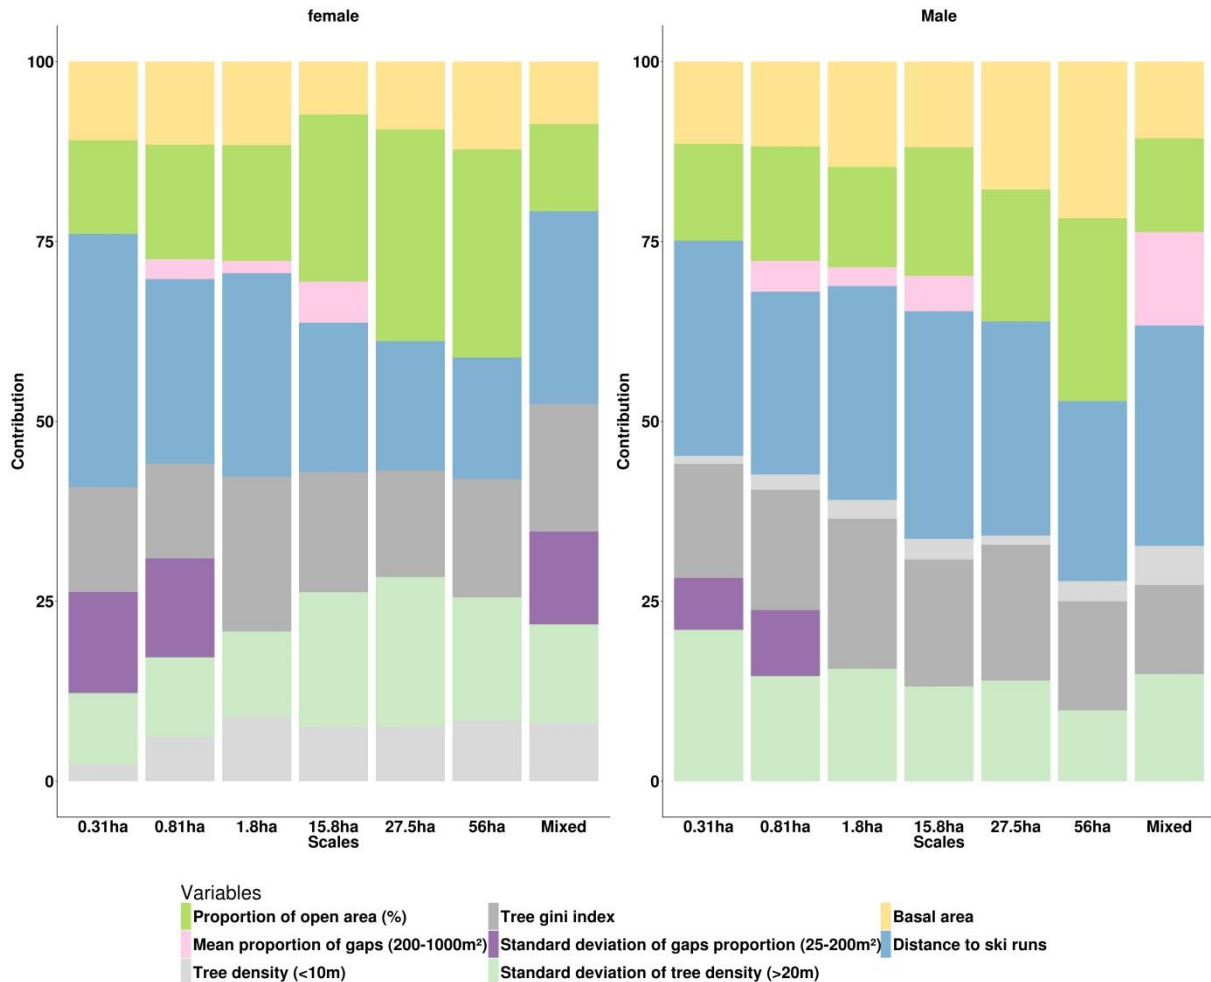 female
Male
100
75
50
25
0
Contribution
100
75
50
25
0
Contribution
0.31ha 0.81ha 1.8ha 15.8ha 27.5ha 56ha Mixed
Scales
0.31ha 0.81ha 1.8ha 15.8ha 27.5ha 56ha Mixed
Scales
Variables
Proportion of open area (%) Tree gini index Basal area
Mean proportion of gaps (200-1000m²) Standard deviation of gaps proportion (25-200m²) Distance to ski runs
Tree density (<10m) Standard deviation of tree density (>20m)